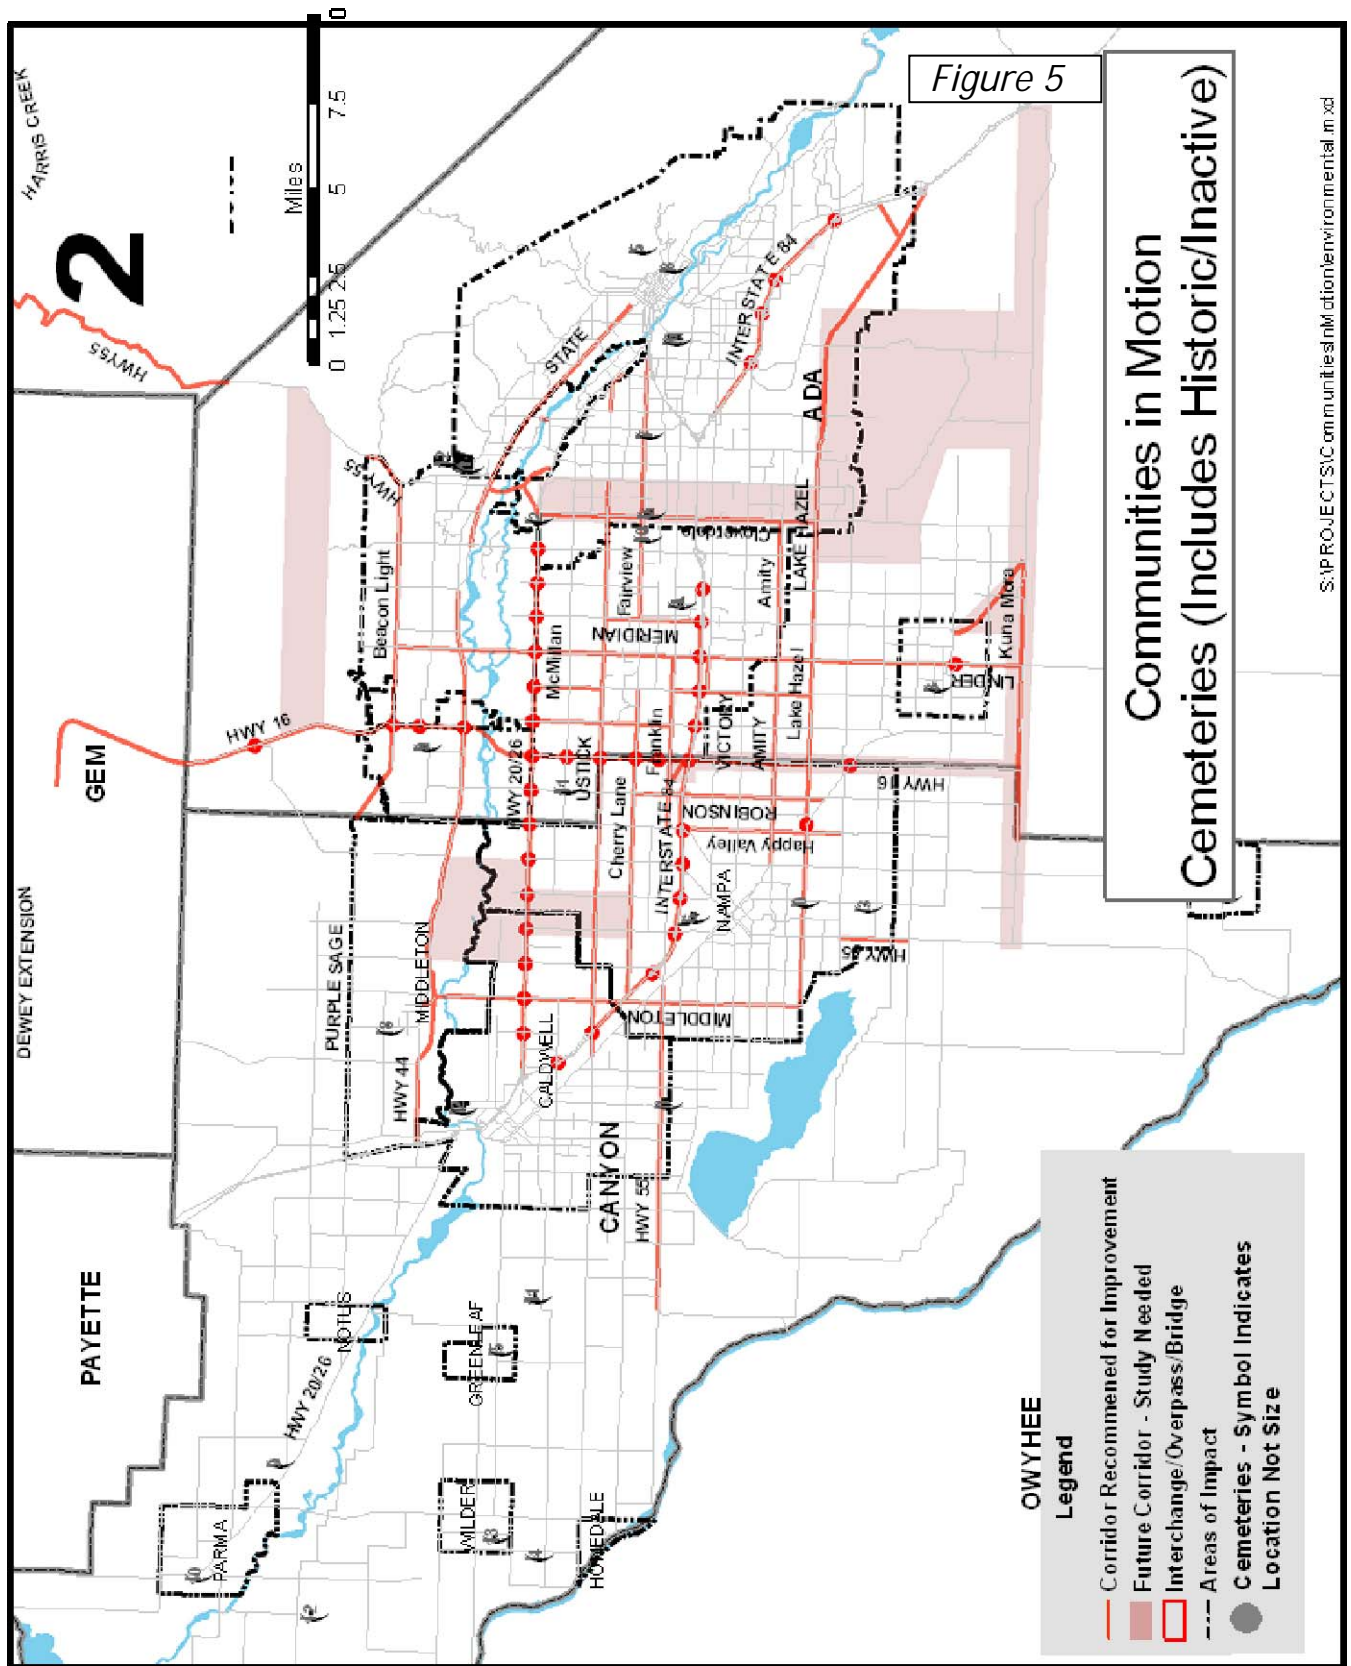 Figure 5
Communities in Motion
Cemeteries (Includes Historic/Inactive)
S:\PROJECTS\CommunitiesInMotion\environmental.mxd
HARRIS CREEK
2
Miles
0 1.25 2.5 5 7.5
0
HWY 55
DEWEY EXTENSION
GEM
PAYETTE
HWY 16
HWY 55
Beacon Light
STATE
PURPLE SAGE
MIDDLETON
HWY 44
HWY 20/26
McMillan
USTICK
MERIDIAN
Fairview
Cloverdale
Cherry Lane
Franklin
INTERSTATE 84
INTERSTATE 84
VICTORY
AMITY
Amity
ROBINSON
Happy Valley
Lake Hazel
LAKE HAZEL
ADA
NAMPA
CALDWELL
MIDDLETON
HWY 55
HWY 16
LINDER
Kuna Mora
CANYON
HWY 55
NOTUS
HWY 20/26
GREENLEAF
PARMA
WILDER
HOMEDALE
OWYHEE
Legend
Corridor Recommened for Improvement
Future Corridor - Study Needed
Interchange/Overpass/Bridge
Areas of Impact
Cemeteries - Symbol Indicates
Location Not Size